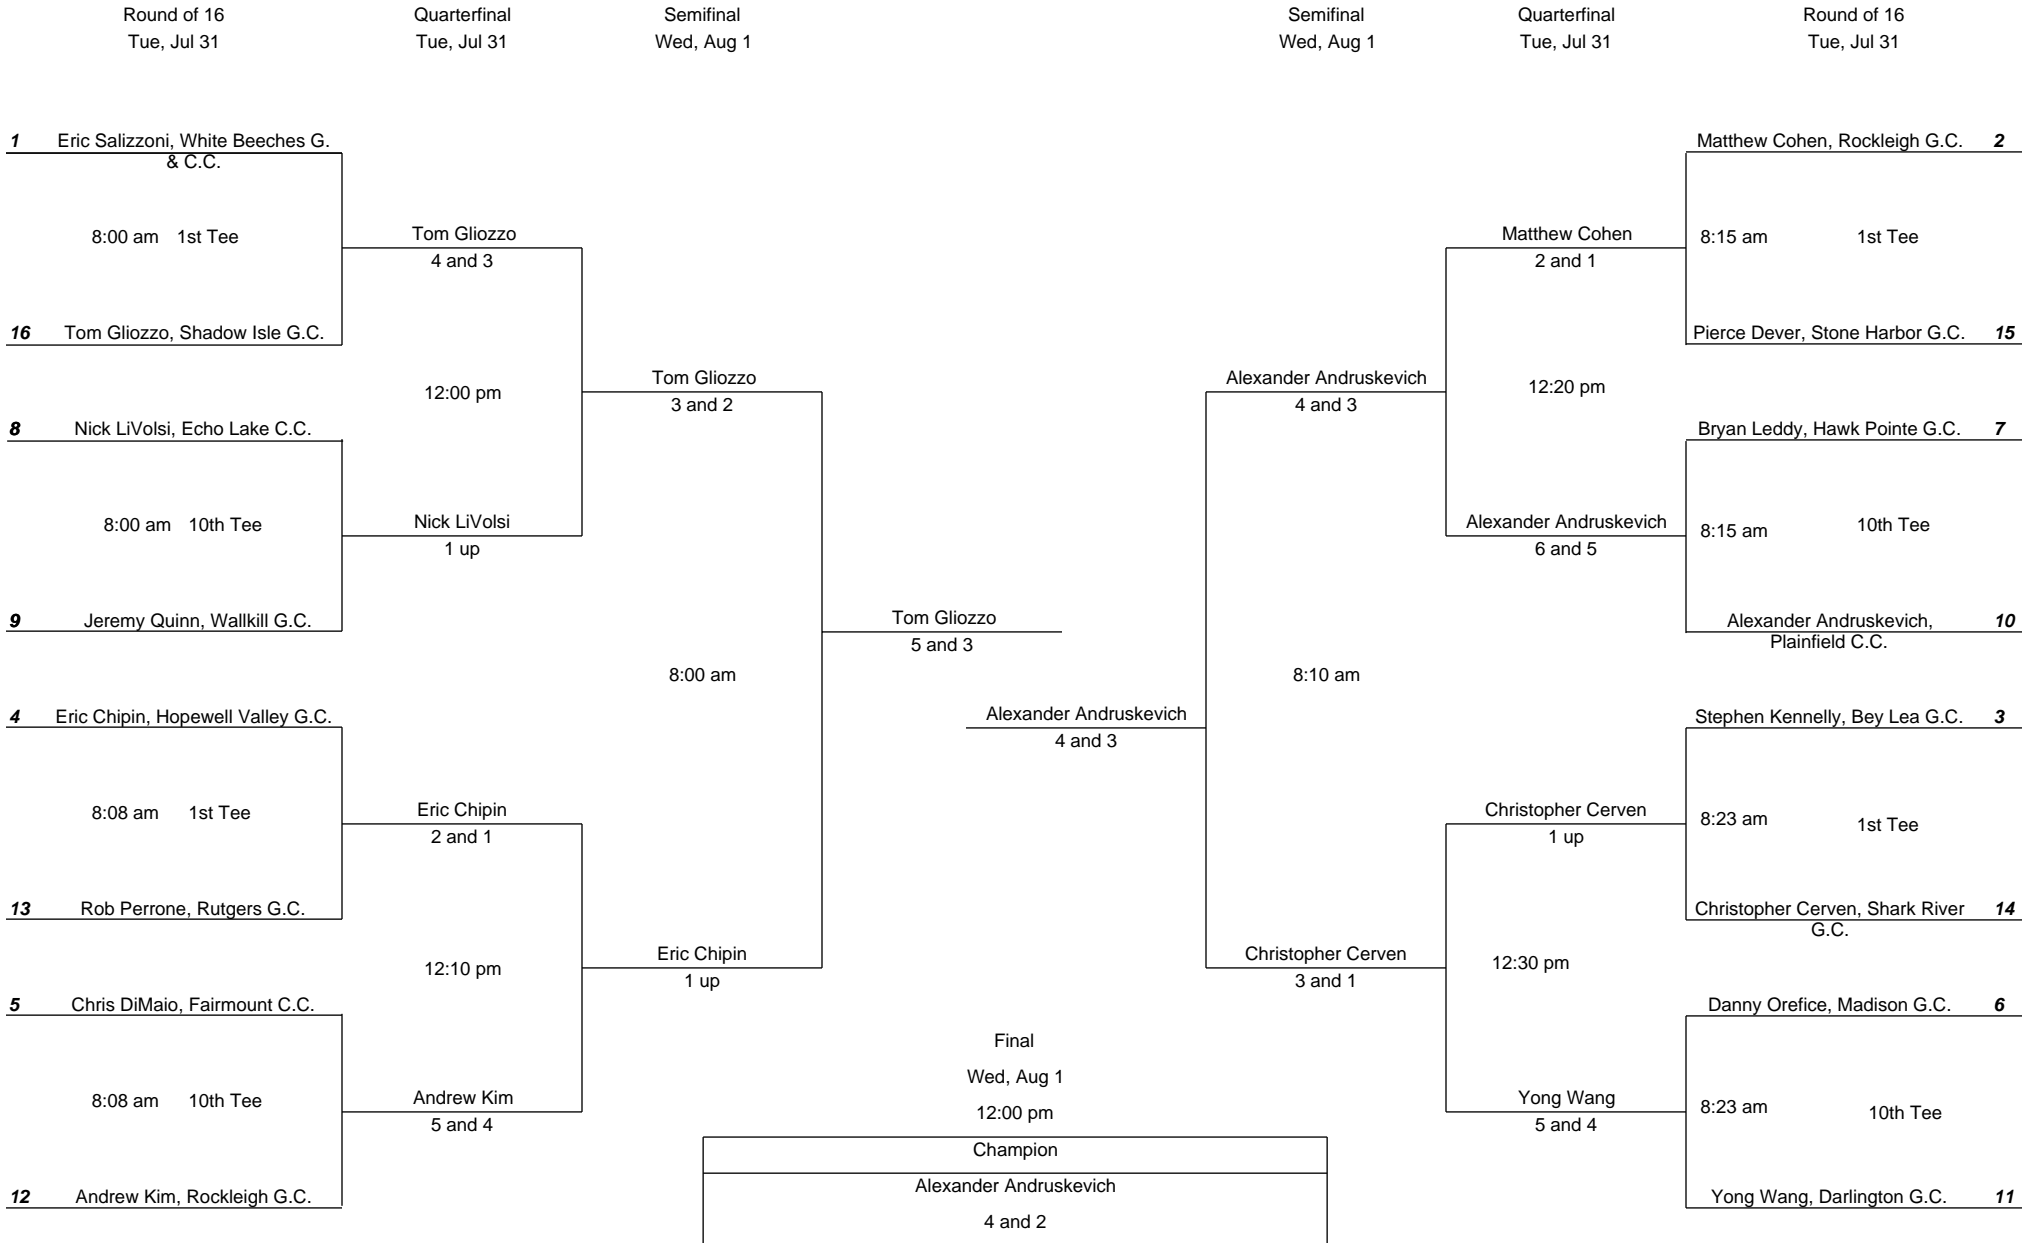 Round of 16
Tue, Jul 31
Quarterfinal
Tue, Jul 31
Semifinal
Wed, Aug 1
Semifinal
Wed, Aug 1
Quarterfinal
Tue, Jul 31
Round of 16
Tue, Jul 31
1 Eric Salizzoni, White Beeches G.
& C.C.
8:00 am 1st Tee
16 Tom Gliozzo, Shadow Isle G.C.
8 Nick LiVolsi, Echo Lake C.C.
8:00 am 10th Tee
9 Jeremy Quinn, Wallkill G.C.
4 Eric Chipin, Hopewell Valley G.C.
8:08 am 1st Tee
13 Rob Perrone, Rutgers G.C.
5 Chris DiMaio, Fairmount C.C.
8:08 am 10th Tee
12 Andrew Kim, Rockleigh G.C.
Tom Gliozzo
4 and 3
12:00 pm
Nick LiVolsi
1 up
Eric Chipin
2 and 1
12:10 pm
Andrew Kim
5 and 4
Tom Gliozzo
3 and 2
8:00 am
Eric Chipin
1 up
Tom Gliozzo
5 and 3
Alexander Andruskevich
4 and 3
Final
Wed, Aug 1
12:00 pm
Champion
Alexander Andruskevich
4 and 2
Alexander Andruskevich
4 and 3
8:10 am
Christopher Cerven
3 and 1
Matthew Cohen
2 and 1
12:20 pm
Alexander Andruskevich
6 and 5
Christopher Cerven
1 up
12:30 pm
Yong Wang
5 and 4
Matthew Cohen, Rockleigh G.C. 2
8:15 am 1st Tee
Pierce Dever, Stone Harbor G.C. 15
Bryan Leddy, Hawk Pointe G.C. 7
8:15 am 10th Tee
Alexander Andruskevich, 10
Plainfield C.C.
Stephen Kennelly, Bey Lea G.C. 3
8:23 am 1st Tee
Christopher Cerven, Shark River 14
G.C.
Danny Orefice, Madison G.C. 6
8:23 am 10th Tee
Yong Wang, Darlington G.C. 11